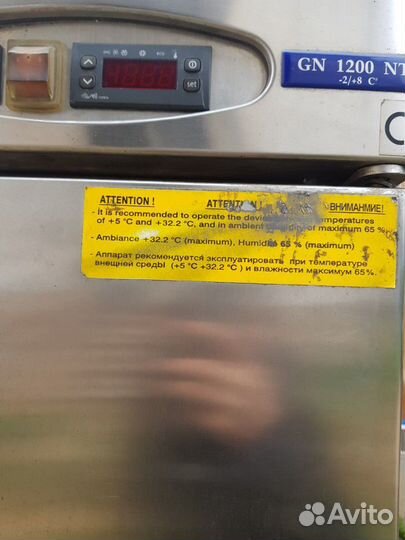 GN 1200 NT
-2/+8 C°
set
ATTENTION ! ВНИМАНИЕ!
- It is recommended to operate the device temperatures
of +5 °C and +32.2 °C, and in ambient of maximum 65 %.
- Ambiance +32.2 °C (maximum), Humidity 65 % (maximum)
- Аппарат рекомендуется эксплуатировать при температуре
внешней среды (+5 °C +32.2 °C ) и влажности максимум 65%.
Avito